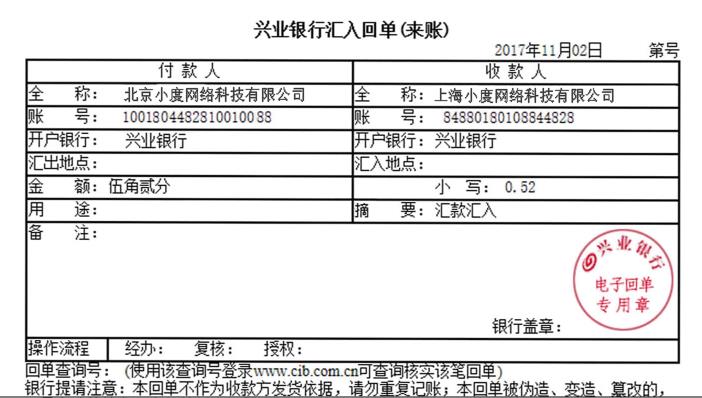 兴业银行汇入回单(来账)
2017年11月02日 第号
付 款 人 收 款 人
全 称： 北京小度网络科技有限公司 全 称：上海小度网络科技有限公司
账 号： 1001804482810010088 账 号： 84880180108844828
开户银行： 兴业银行 开户银行：兴业银行
汇出地点： 汇入地点：
金 额：伍角贰分 小 写：0.52
用 途： 摘 要：汇款汇入
备 注：
兴业银行
电子回单
专用章
银行盖章：
操作流程 经办： 复核： 授权：
回单查询号： (使用该查询号登录www.cib.com.cn可查询核实该笔回单)
银行提请注意：本回单不作为收款方发货依据，请勿重复记账；本回单被伪造、变造、篡改的，